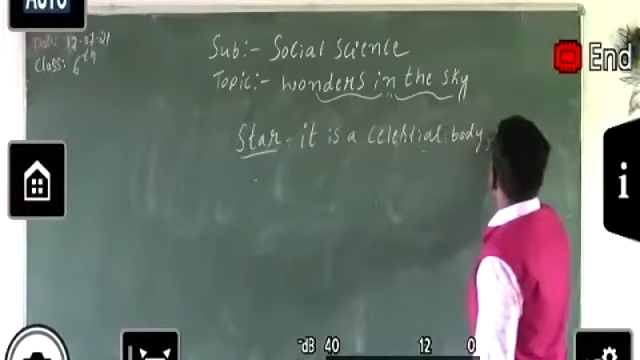 AUTO
Date: 12-07-21
Class: 6th
Sub:- Social Science
Topic:- wonders in the sky
Star - it is a celestial body
End
i
-dB 40 12 0